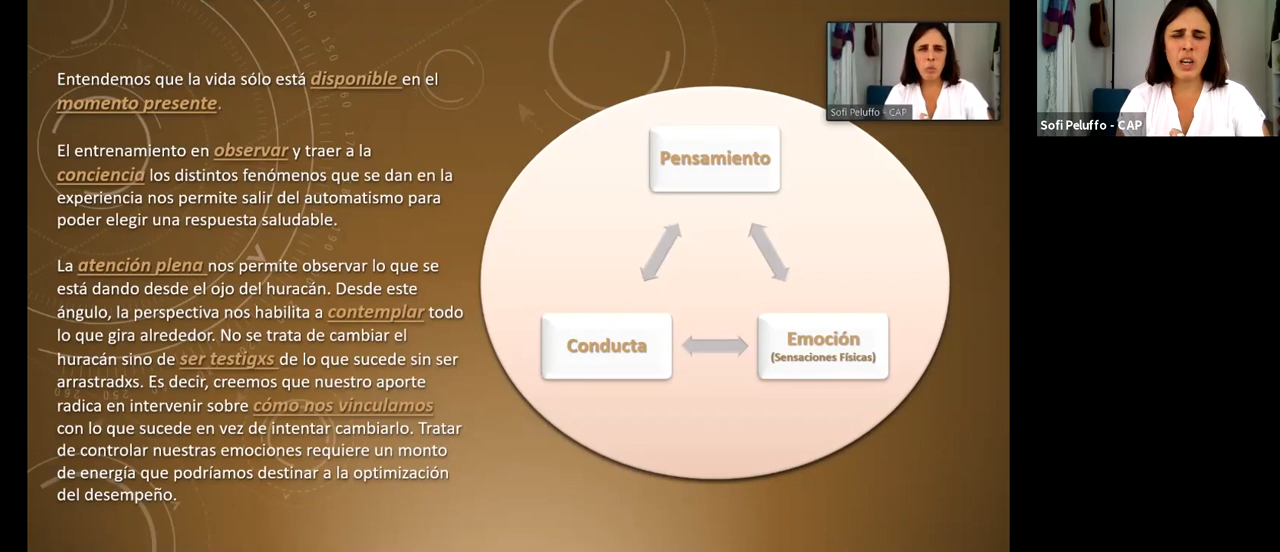 Entendemos que la vida sólo está disponible en el
momento presente.
El entrenamiento en observar y traer a la
conciencia los distintos fenómenos que se dan en la
experiencia nos permite salir del automatismo para
poder elegir una respuesta saludable.
La atención plena nos permite observar lo que se
está dando desde el ojo del huracán. Desde este
ángulo, la perspectiva nos habilita a contemplar todo
lo que gira alrededor. No se trata de cambiar el
huracán sino de ser testigxs de lo que sucede sin ser
arrastradxs. Es decir, creemos que nuestro aporte
radica en intervenir sobre cómo nos vinculamos
con lo que sucede en vez de intentar cambiarlo. Tratar
de controlar nuestras emociones requiere un monto
de energía que podríamos destinar a la optimización
del desempeño.
Pensamiento
Conducta
Emoción
(Sensaciones Físicas)
Sofi Peluffo - CAP
Sofi Peluffo - CAP